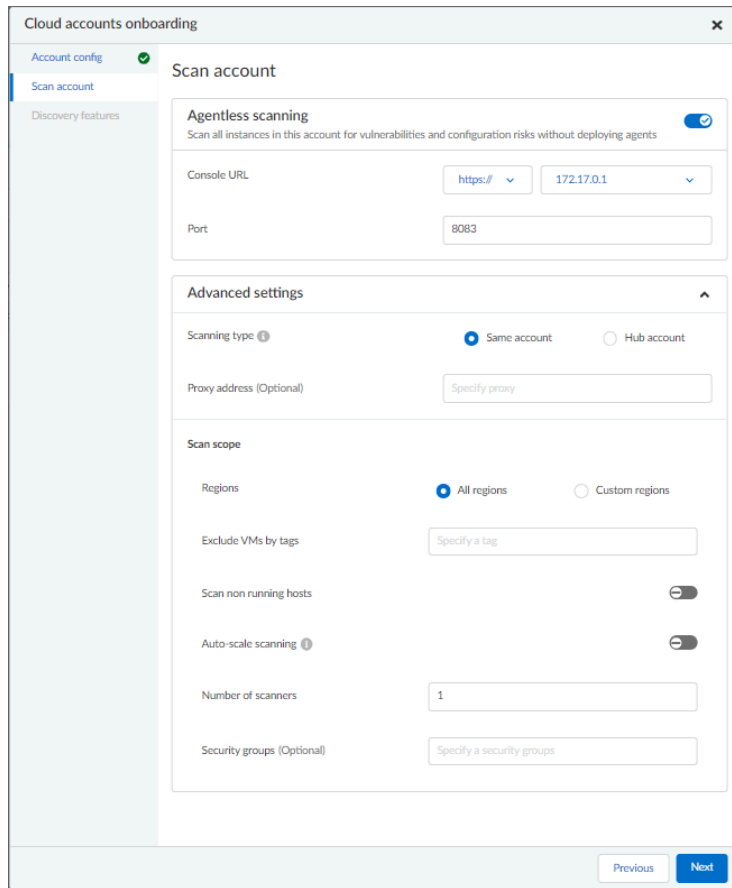 Cloud accounts onboarding
Account config
Scan account
Discovery features
Scan account
Agentless scanning
Scan all instances in this account for vulnerabilities and configuration risks without deploying agents
Console URL
https://
172.17.0.1
Port
8083
Advanced settings
Scanning type
Same account
Hub account
Proxy address (Optional)
Specify proxy
Scan scope
Regions
All regions
Custom regions
Exclude VMs by tags
Specify a tag
Scan non running hosts
Auto-scale scanning
Number of scanners
1
Security groups (Optional)
Specify a security groups
Previous
Next